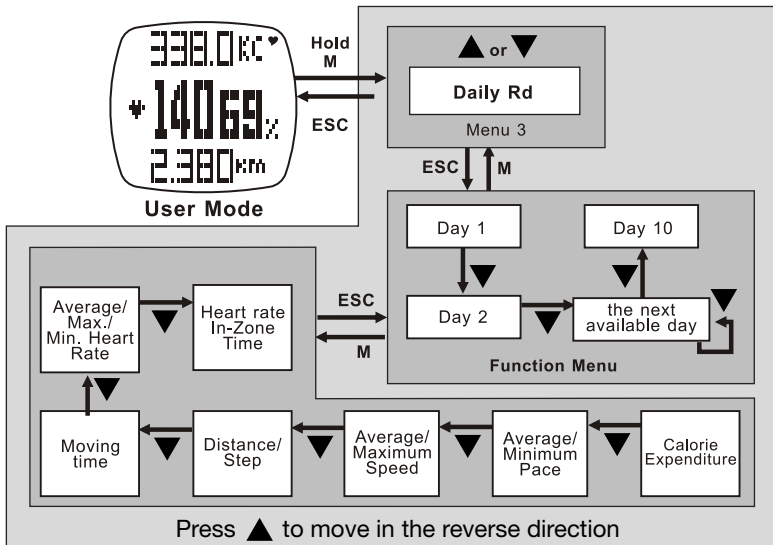 338.0KC
14069%
2.380KM
User Mode
Hold
M
ESC
▲ or ▼
Daily Rd
Menu 3
ESC
M
Day 1
Day 10
Day 2
the next
available day
Function Menu
ESC
M
Average/
Max./
Min. Heart
Rate
Heart rate
In-Zone
Time
Moving
time
Distance/
Step
Average/
Maximum
Speed
Average/
Minimum
Pace
Calorie
Expenditure
Press ▲ to move in the reverse direction